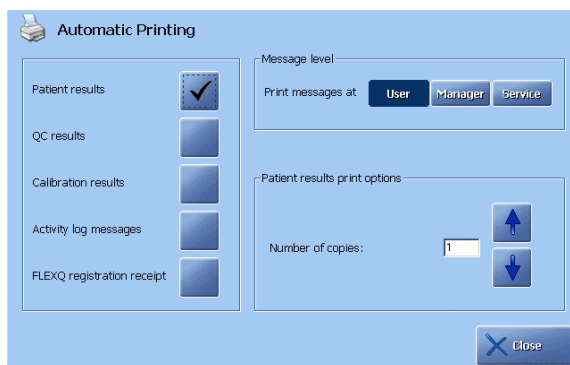 Automatic Printing
Patient results
QC results
Calibration results
Activity log messages
FLEXQ registration receipt
Message level
Print messages at User Manager Service
Patient results print options
Number of copies: 1
Close